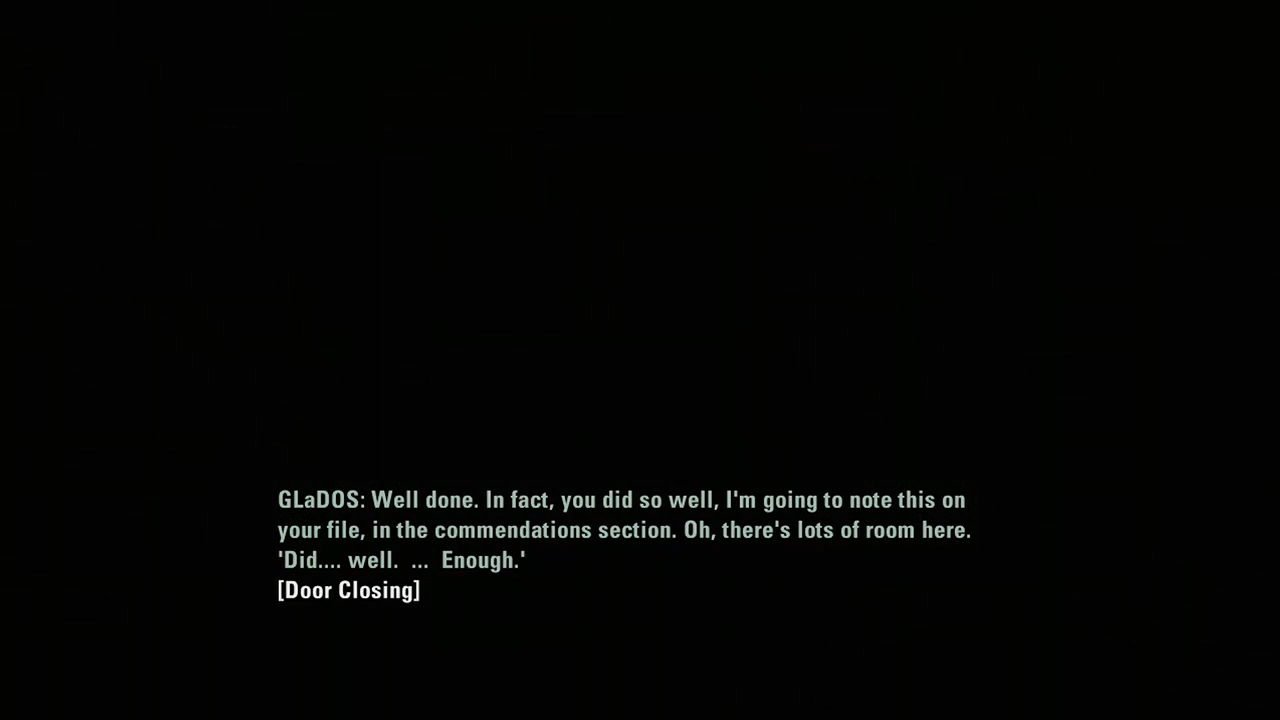 GLaDOS: Well done. In fact, you did so well, I'm going to note this on
your file, in the commendations section. Oh, there's lots of room here.
'Did.... well.  ...  Enough.'
[Door Closing]